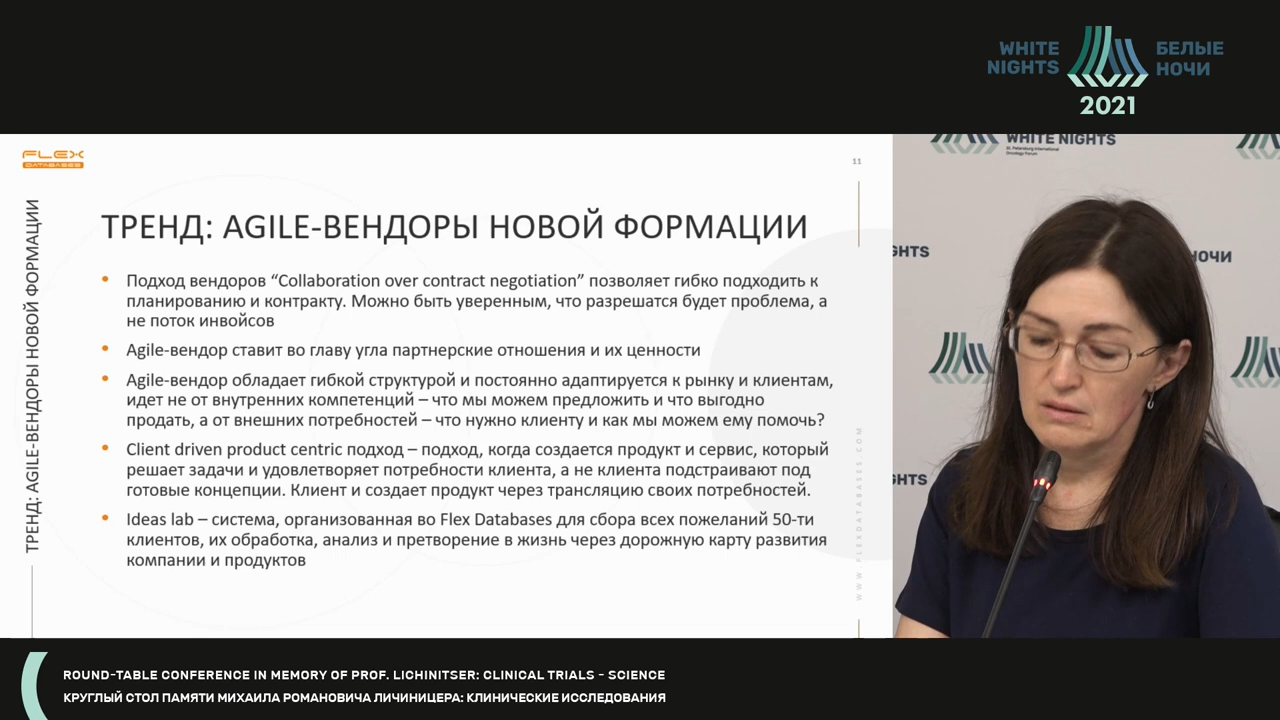 WHITE
NIGHTS
БЕЛЫЕ
НОЧИ
2021
FLEX
DATABASES
11
WHITE NIGHTS
St. Petersburg International
Oncology Forum
ТРЕНД: AGILE-ВЕНДОРЫ НОВОЙ ФОРМАЦИИ
ТРЕНД: AGILE-ВЕНДОРЫ НОВОЙ ФОРМАЦИИ
• Подход вендоров “Collaboration over contract negotiation” позволяет гибко подходить к
планированию и контракту. Можно быть уверенным, что разрешатся будет проблема, а
не поток инвойсов
• Agile-вендор ставит во главу угла партнерские отношения и их ценности
• Agile-вендор обладает гибкой структурой и постоянно адаптируется к рынку и клиентам,
идет не от внутренних компетенций – что мы можем предложить и что выгодно
продать, а от внешних потребностей – что нужно клиенту и как мы можем ему помочь?
• Client driven product centric подход – подход, когда создается продукт и сервис, который
решает задачи и удовлетворяет потребности клиента, а не клиента подстраивают под
готовые концепции. Клиент и создает продукт через трансляцию своих потребностей.
• Ideas lab – система, организованная во Flex Databases для сбора всех пожеланий 50-ти
клиентов, их обработка, анализ и претворение в жизнь через дорожную карту развития
компании и продуктов
WWW.FLEXDATABASES.COM
GHTS
НОЧИ
GHTS
ROUND-TABLE CONFERENCE IN MEMORY OF PROF. LICHINITSER: CLINICAL TRIALS - SCIENCE
КРУГЛЫЙ СТОЛ ПАМЯТИ МИХАИЛА РОМАНОВИЧА ЛИЧИНИЦЕРА: КЛИНИЧЕСКИЕ ИССЛЕДОВАНИЯ